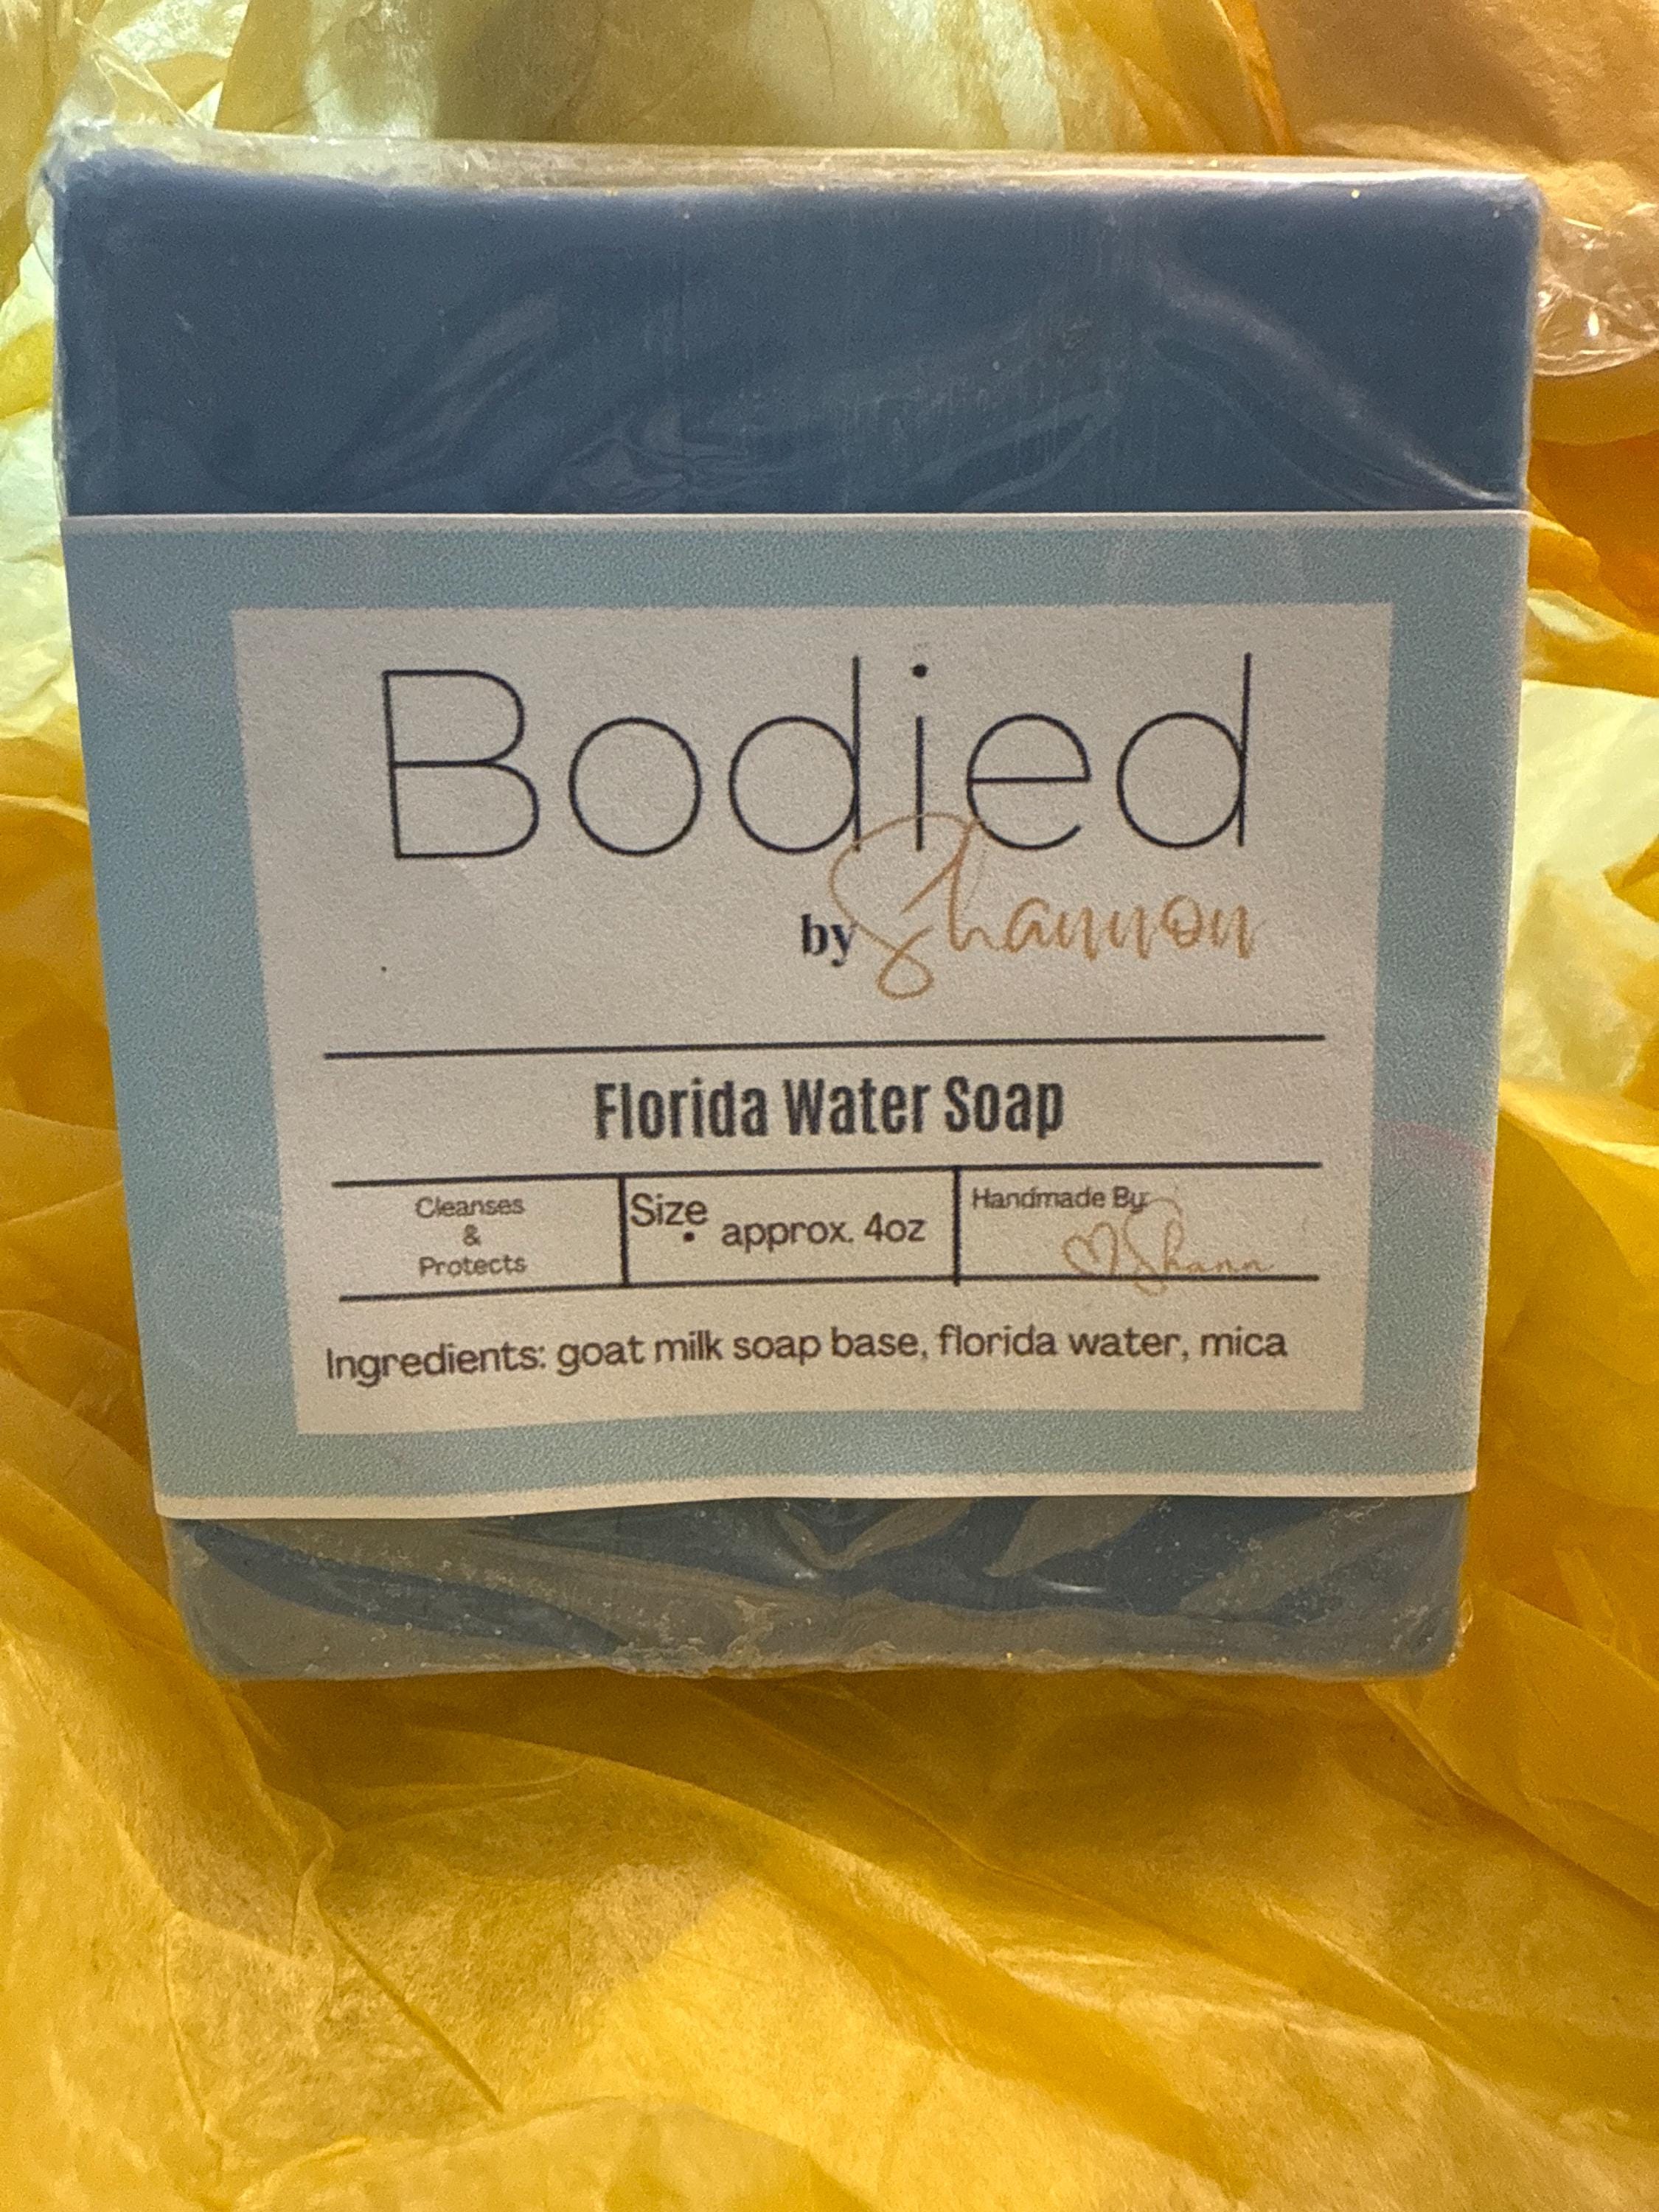 Bodied
by Shannon
Florida Water Soap
Cleanses
&
Protects
Size
• approx. 4oz
Handmade By:
♡Shann
Ingredients: goat milk soap base, florida water, mica